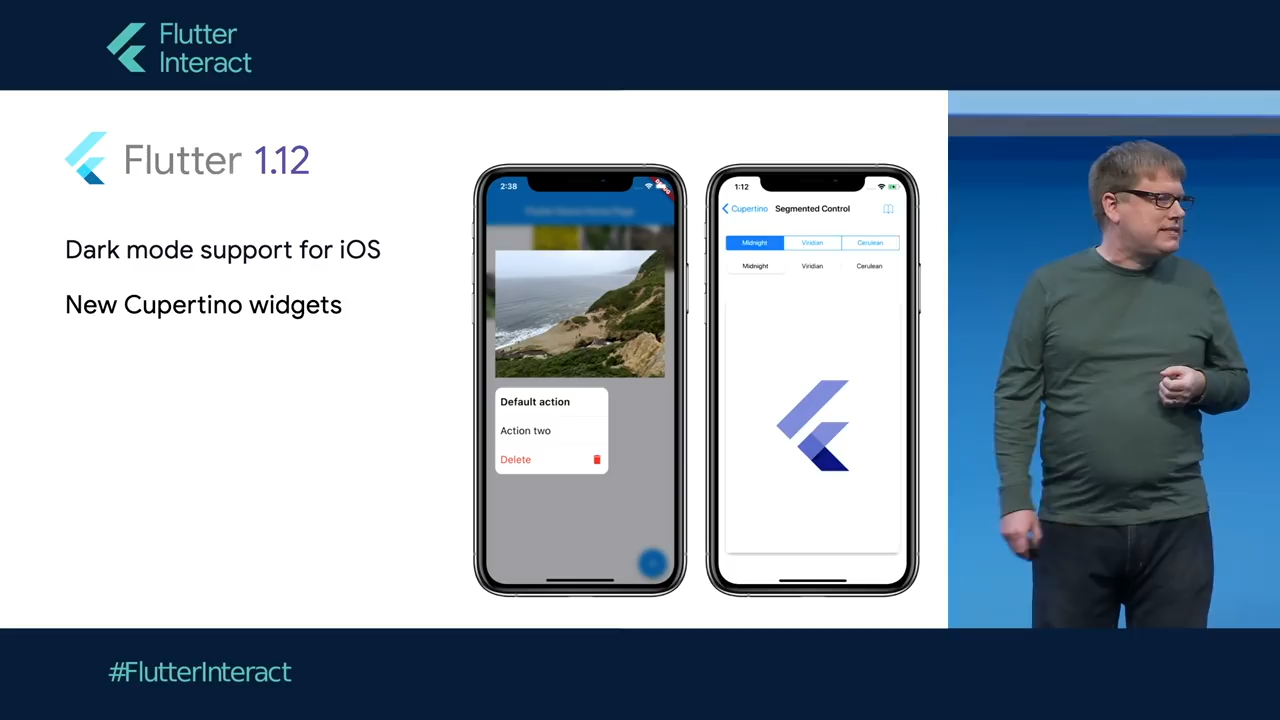 Flutter
Interact
Flutter 1.12
Dark mode support for iOS
New Cupertino widgets
2:38
Default action
Action two
Delete
1:12
Cupertino
Segmented Control
Midnight
Viridian
Cerulean
Midnight
Viridian
Cerulean
#FlutterInteract